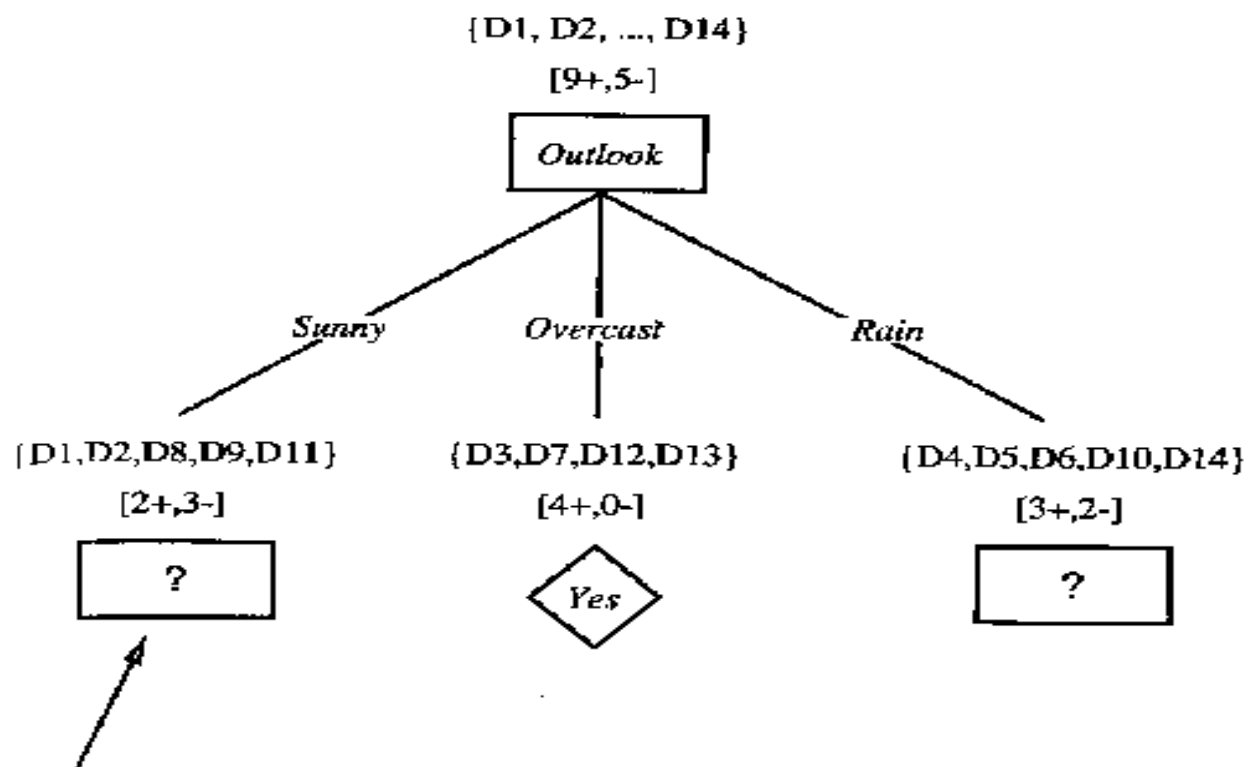 {D1, D2, ..., D14}
[9+,5-]
Outlook
Sunny Overcast Rain
{D1,D2,D8,D9,D11} {D3,D7,D12,D13} {D4,D5,D6,D10,D14}
[2+,3-] [4+,0-] [3+,2-]
? Yes ?